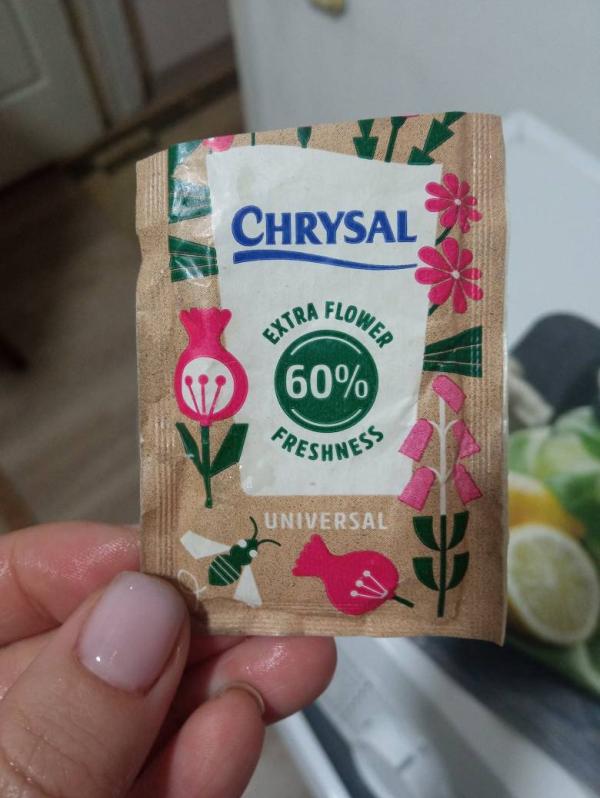 CHRYSAL
EXTRA FLOWER
60%
FRESHNESS
UNIVERSAL